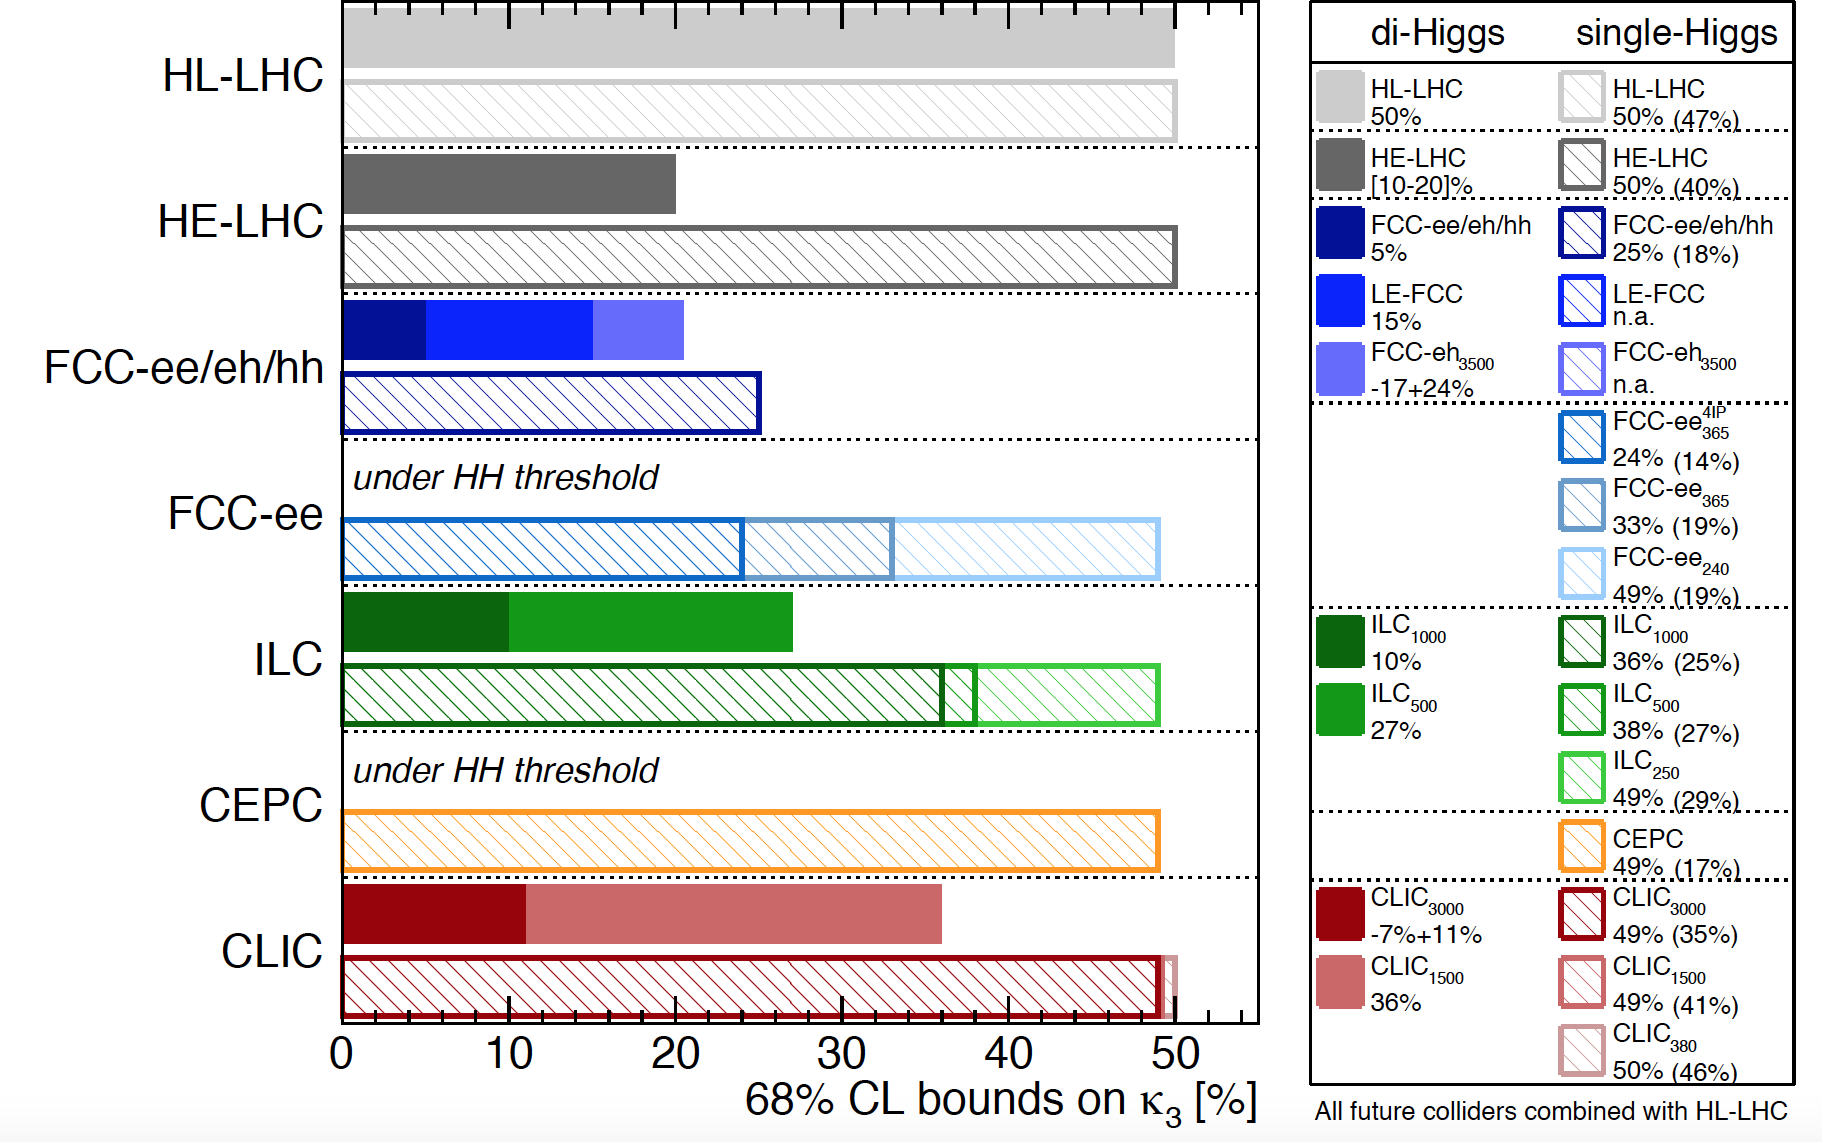 HL-LHC
HE-LHC
FCC-ee/eh/hh
under HH threshold
FCC-ee
ILC
under HH threshold
CEPC
CLIC
0 10 20 30 40 50
68% CL bounds on κ3 [%]
di-Higgs single-Higgs
HL-LHC HL-LHC
50% 50% (47%)
HE-LHC HE-LHC
[10-20]% 50% (40%)
FCC-ee/eh/hh FCC-ee/eh/hh
5% 25% (18%)
LE-FCC LE-FCC
15% n.a.
FCC-eh3500 FCC-eh3500
-17+24% n.a.
FCC-ee4IP365
24% (14%)
FCC-ee365
33% (19%)
FCC-ee240
49% (19%)
ILC1000 ILC1000
10% 36% (25%)
ILC500 ILC500
27% 38% (27%)
ILC250
49% (29%)
CEPC
49% (17%)
CLIC3000 CLIC3000
-7%+11% 49% (35%)
CLIC1500 CLIC1500
36% 49% (41%)
CLIC380
50% (46%)
All future colliders combined with HL-LHC